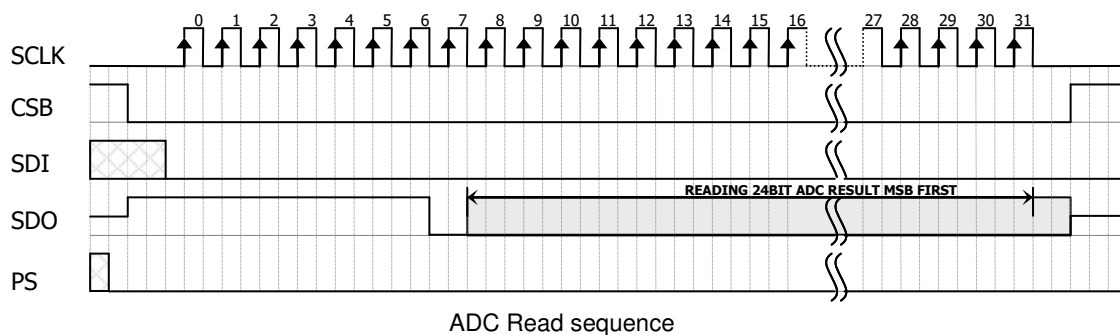 0 1 2 3 4 5 6 7 8 9 10 11 12 13 14 15 16 27 28 29 30 31
SCLK
CSB
SDI
READING 24BIT ADC RESULT MSB FIRST
SDO
PS
ADC Read sequence